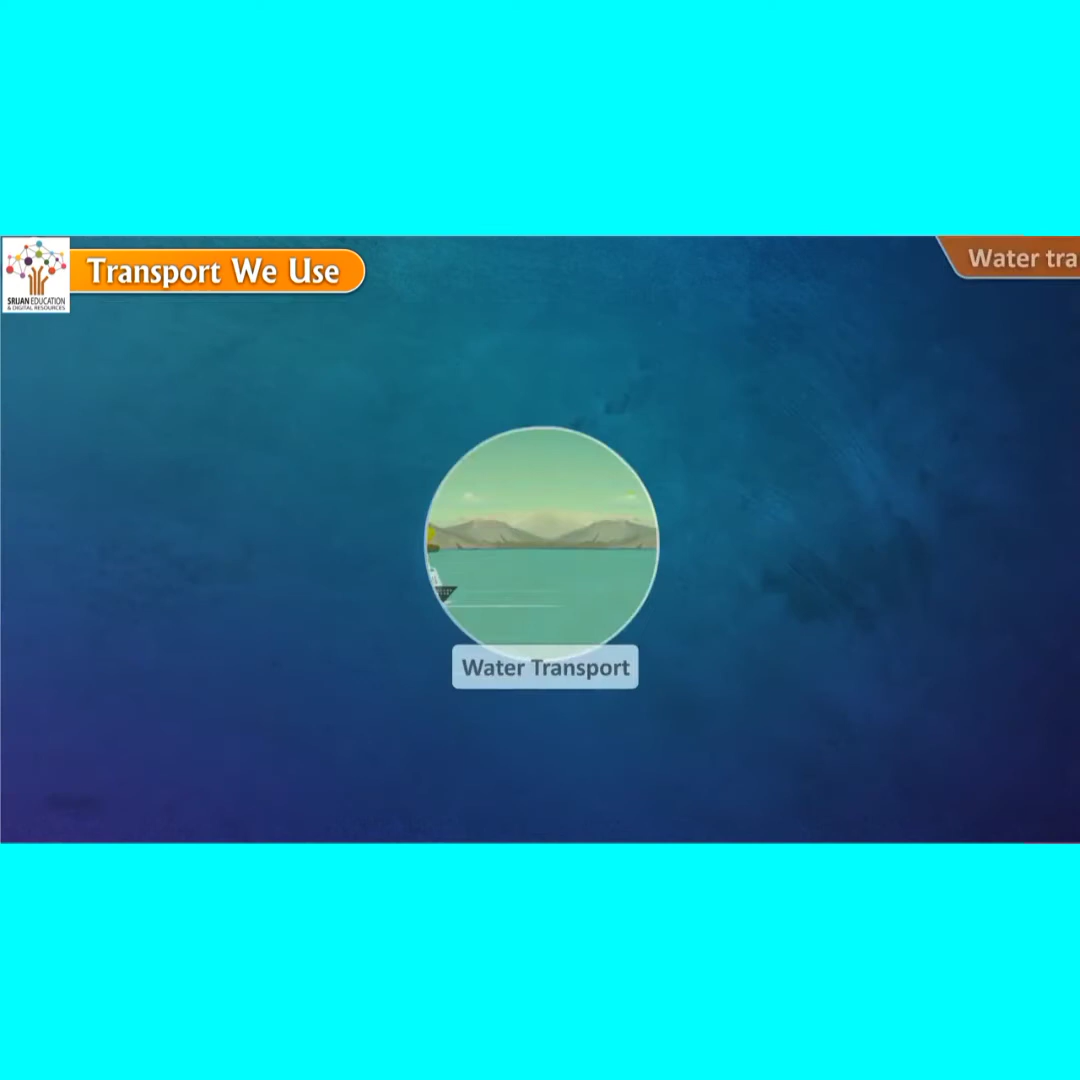 Transport We Use
Water tra
SRIJAN EDUCATION
& DIGITAL RESOURCES
Water Transport